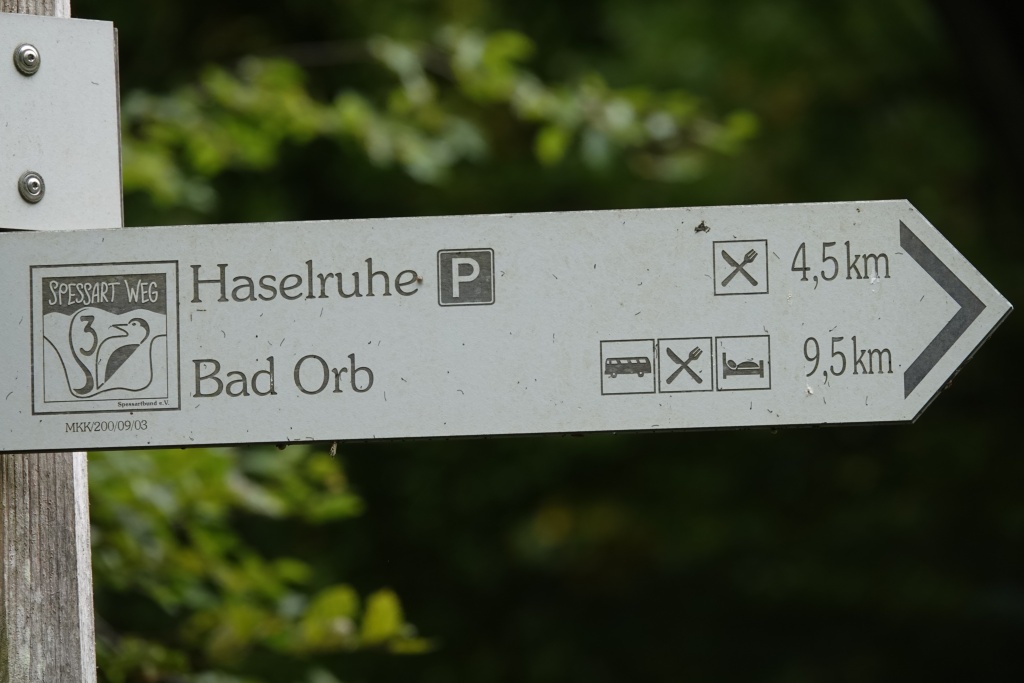 SPESSART WEG
3
Spessartbund e.V.
MKK/200/09/03
Haselruhe P 4,5 km
Bad Orb 9,5 km